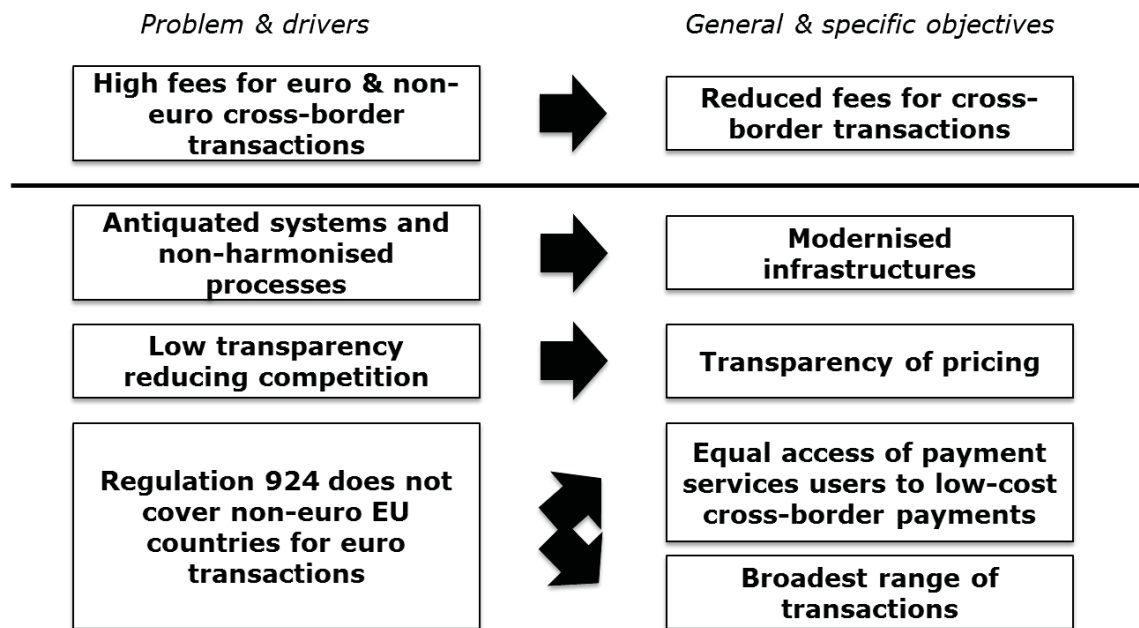 Problem & drivers
General & specific objectives
High fees for euro & non-
euro cross-border
transactions
Reduced fees for cross-
border transactions
Antiquated systems and
non-harmonised
processes
Modernised
infrastructures
Low transparency
reducing competition
Transparency of pricing
Regulation 924 does not
cover non-euro EU
countries for euro
transactions
Equal access of payment
services users to low-cost
cross-border payments
Broadest range of
transactions